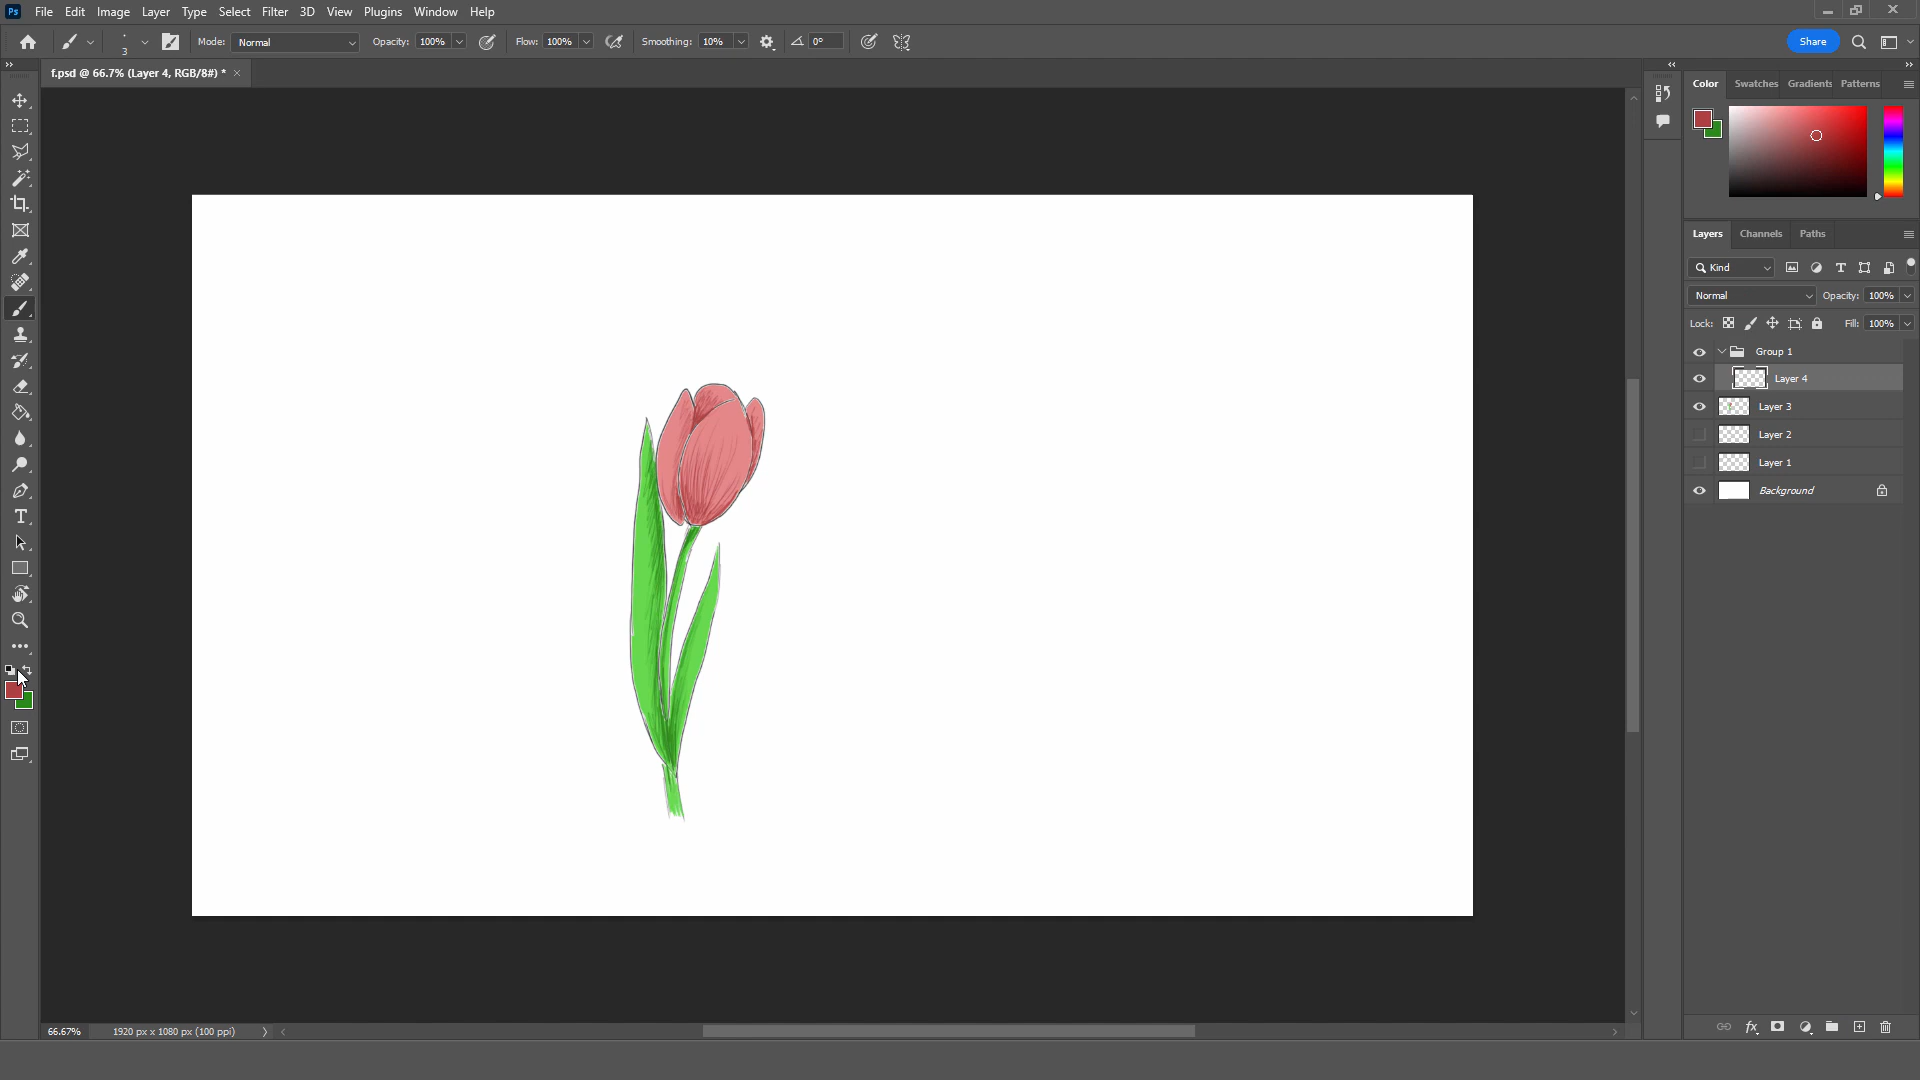 Ps File Edit Image Layer Type Select Filter 3D View Plugins Window Help
3 Mode: Normal Opacity: 100% Flow: 100% Smoothing: 10% 0° Share
f.psd @ 66.7% (Layer 4, RGB/8#) * ×
Color Swatches Gradients Patterns
Layers Channels Paths
Kind
Normal Opacity: 100%
Lock: Fill: 100%
Group 1
Layer 4
Layer 3
Layer 2
Layer 1
Background
66.67% 1920 px x 1080 px (100 ppi)